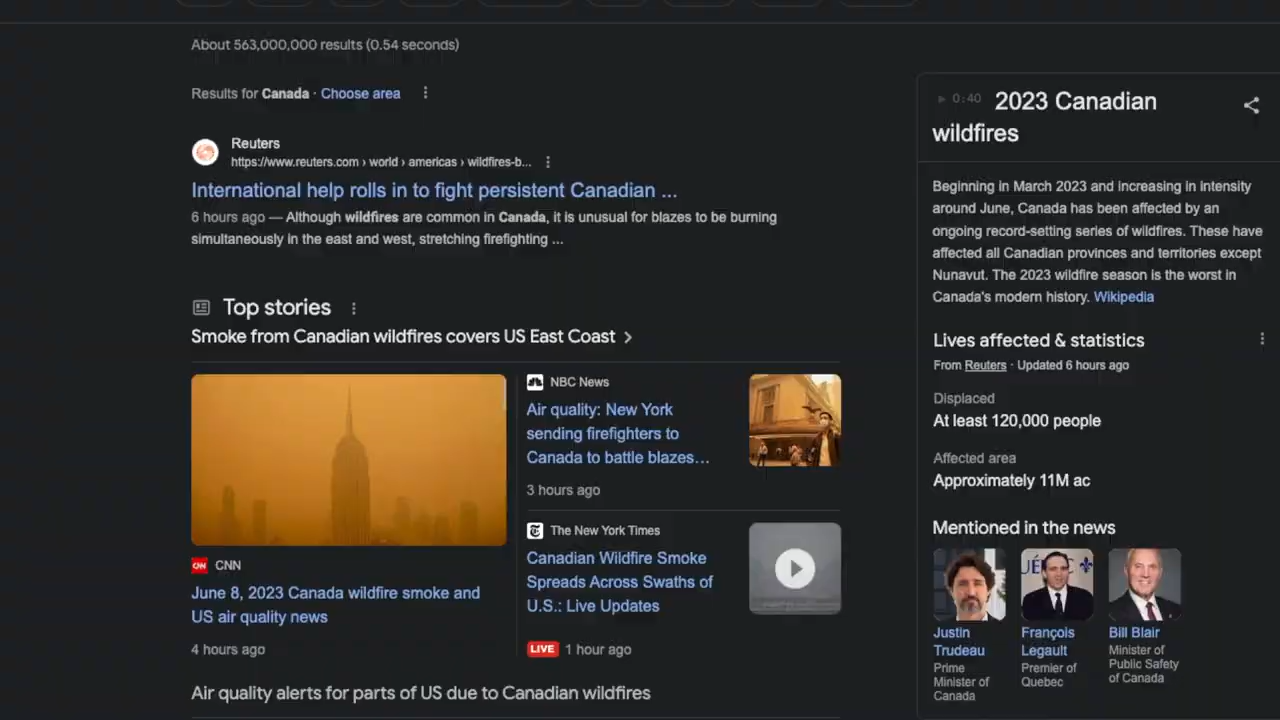 About 563,000,000 results (0.54 seconds)
Results for Canada · Choose area
Reuters
https://www.reuters.com › world › americas › wildfires-b...
International help rolls in to fight persistent Canadian ...
6 hours ago — Although wildfires are common in Canada, it is unusual for blazes to be burning
simultaneously in the east and west, stretching firefighting ...
Top stories
Smoke from Canadian wildfires covers US East Coast
CNN
June 8, 2023 Canada wildfire smoke and
US air quality news
4 hours ago
NBC News
Air quality: New York
sending firefighters to
Canada to battle blazes...
3 hours ago
The New York Times
Canadian Wildfire Smoke
Spreads Across Swaths of
U.S.: Live Updates
LIVE 1 hour ago
Air quality alerts for parts of US due to Canadian wildfires
0:40 2023 Canadian
wildfires
Beginning in March 2023 and increasing in intensity
around June, Canada has been affected by an
ongoing record-setting series of wildfires. These have
affected all Canadian provinces and territories except
Nunavut. The 2023 wildfire season is the worst in
Canada's modern history. Wikipedia
Lives affected & statistics
From Reuters · Updated 6 hours ago
Displaced
At least 120,000 people
Affected area
Approximately 11M ac
Mentioned in the news
Justin
Trudeau
Prime
Minister of
Canada
François
Legault
Premier of
Quebec
Bill Blair
Minister of
Public Safety
of Canada